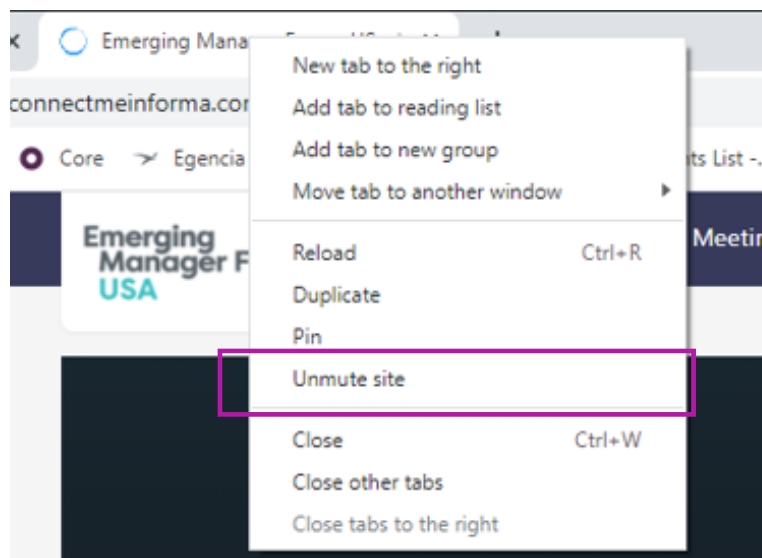 Emerging Mana
connectmeinforma.cor
Core Egencia
ts List -.
Emerging
Manager F
USA
Meetin
New tab to the right
Add tab to reading list
Add tab to new group
Move tab to another window
Reload Ctrl+R
Duplicate
Pin
Unmute site
Close Ctrl+W
Close other tabs
Close tabs to the right